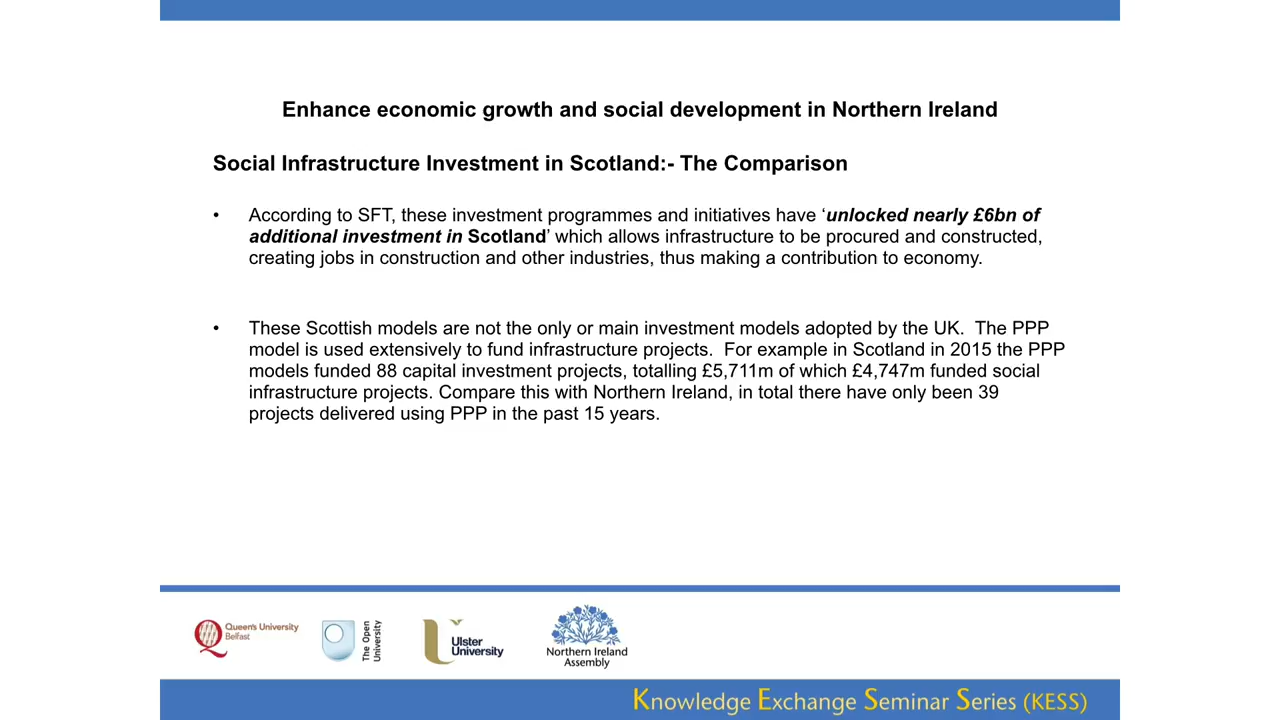 Enhance economic growth and social development in Northern Ireland
Social Infrastructure Investment in Scotland:- The Comparison
• According to SFT, these investment programmes and initiatives have ‘unlocked nearly £6bn of
additional investment in Scotland’ which allows infrastructure to be procured and constructed,
creating jobs in construction and other industries, thus making a contribution to economy.
• These Scottish models are not the only or main investment models adopted by the UK.  The PPP
model is used extensively to fund infrastructure projects.  For example in Scotland in 2015 the PPP
models funded 88 capital investment projects, totalling £5,711m of which £4,747m funded social
infrastructure projects. Compare this with Northern Ireland, in total there have only been 39
projects delivered using PPP in the past 15 years.
Queen's University
Belfast
The Open
University
Ulster
University
Northern Ireland
Assembly
Knowledge Exchange Seminar Series (KESS)